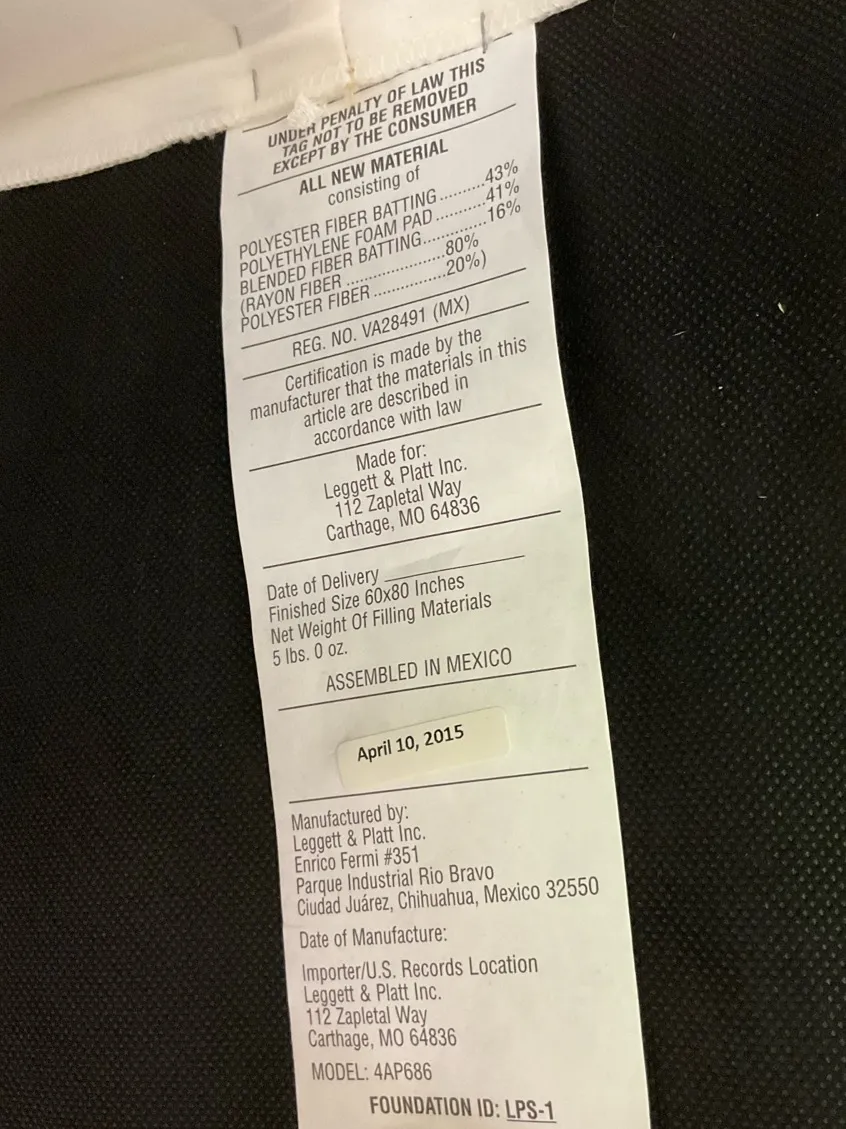 UNDER PENALTY OF LAW THIS
TAG NOT TO BE REMOVED
EXCEPT BY THE CONSUMER
ALL NEW MATERIAL
consisting of
POLYESTER FIBER BATTING.........43%
POLYETHYLENE FOAM PAD..........41%
BLENDED FIBER BATTING.............16%
(RAYON FIBER ....................80%
POLYESTER FIBER...............20%)
REG. NO. VA28491 (MX)
Certification is made by the
manufacturer that the materials in this
article are described in
accordance with law
Made for:
Leggett & Platt Inc.
112 Zapletal Way
Carthage, MO 64836
Date of Delivery ____________
Finished Size 60x80 Inches
Net Weight Of Filling Materials
5 lbs. 0 oz.
ASSEMBLED IN MEXICO
April 10, 2015
Manufactured by:
Leggett & Platt Inc.
Enrico Fermi #351
Parque Industrial Rio Bravo
Ciudad Juárez, Chihuahua, Mexico 32550
Date of Manufacture:
Importer/U.S. Records Location
Leggett & Platt Inc.
112 Zapletal Way
Carthage, MO 64836
MODEL: 4AP686
FOUNDATION ID: LPS-1